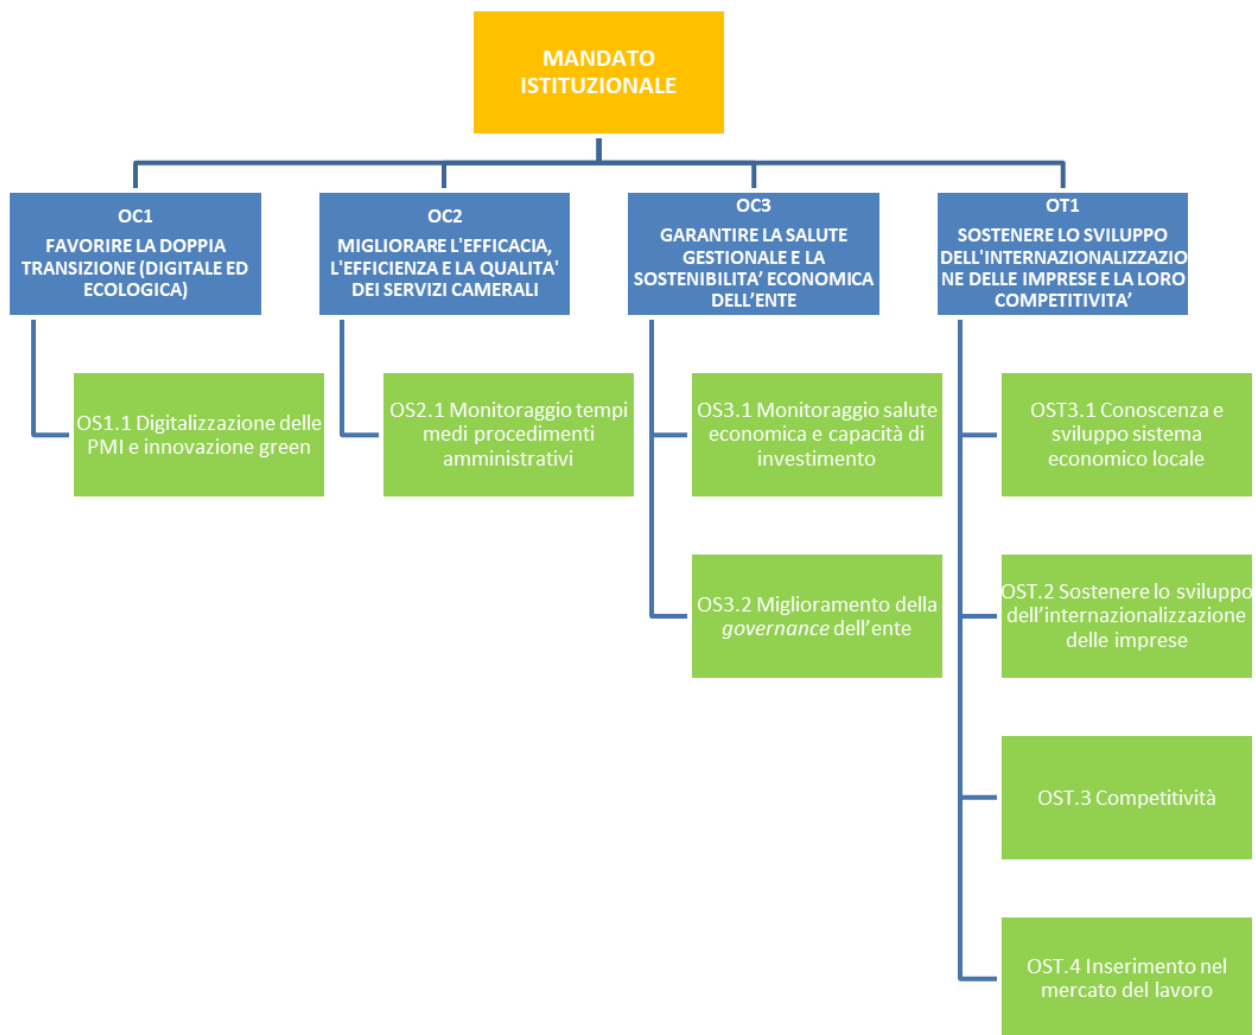 MANDATO
ISTITUZIONALE
OC1
FAVORIRE LA DOPPIA
TRANSIZIONE (DIGITALE ED
ECOLOGICA)
OS1.1 Digitalizzazione delle
PMI e innovazione green
OC2
MIGLIORARE L'EFFICACIA,
L'EFFICIENZA E LA QUALITA'
DEI SERVIZI CAMERALI
OS2.1 Monitoraggio tempi
medi procedimenti
amministrativi
OC3
GARANTIRE LA SALUTE
GESTIONALE E LA
SOSTENIBILITA’ ECONOMICA
DELL’ENTE
OS3.1 Monitoraggio salute
economica e capacità di
investimento
OS3.2 Miglioramento della
governance dell’ente
OT1
SOSTENERE LO SVILUPPO
DELL'INTERNAZIONALIZZAZIO
NE DELLE IMPRESE E LA LORO
COMPETITIVITA’
OST3.1 Conoscenza e
sviluppo sistema
economico locale
OST.2 Sostenere lo sviluppo
dell’internazionalizzazione
delle imprese
OST.3 Competitività
OST.4 Inserimento nel
mercato del lavoro